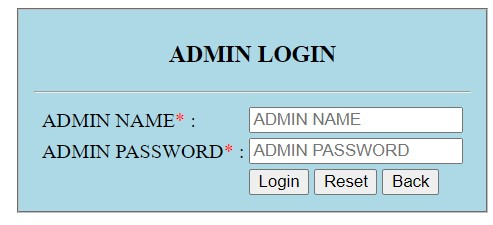 ADMIN LOGIN
ADMIN NAME* : ADMIN NAME
ADMIN PASSWORD* : ADMIN PASSWORD
Login Reset Back